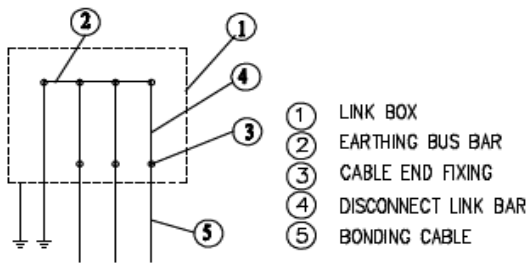 2
1
4
3
5
1 LINK BOX
2 EARTHING BUS BAR
3 CABLE END FIXING
4 DISCONNECT LINK BAR
5 BONDING CABLE